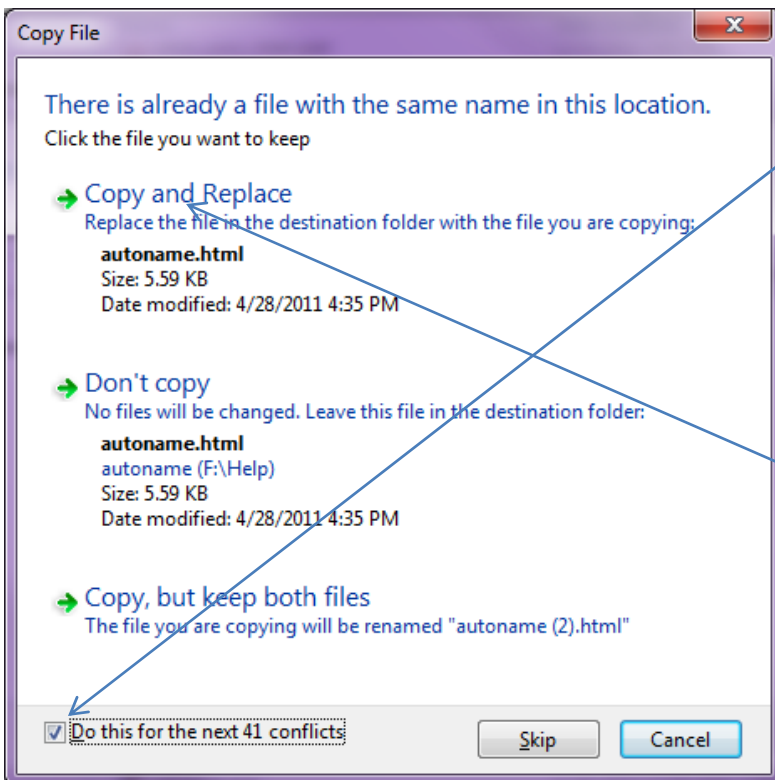 Copy File
There is already a file with the same name in this location.
Click the file you want to keep
Copy and Replace
Replace the file in the destination folder with the file you are copying:
autoname.html
Size: 5.59 KB
Date modified: 4/28/2011 4:35 PM
Don't copy
No files will be changed. Leave this file in the destination folder:
autoname.html
autoname (F:\Help)
Size: 5.59 KB
Date modified: 4/28/2011 4:35 PM
Copy, but keep both files
The file you are copying will be renamed "autoname (2).html"
Do this for the next 41 conflicts
Skip
Cancel